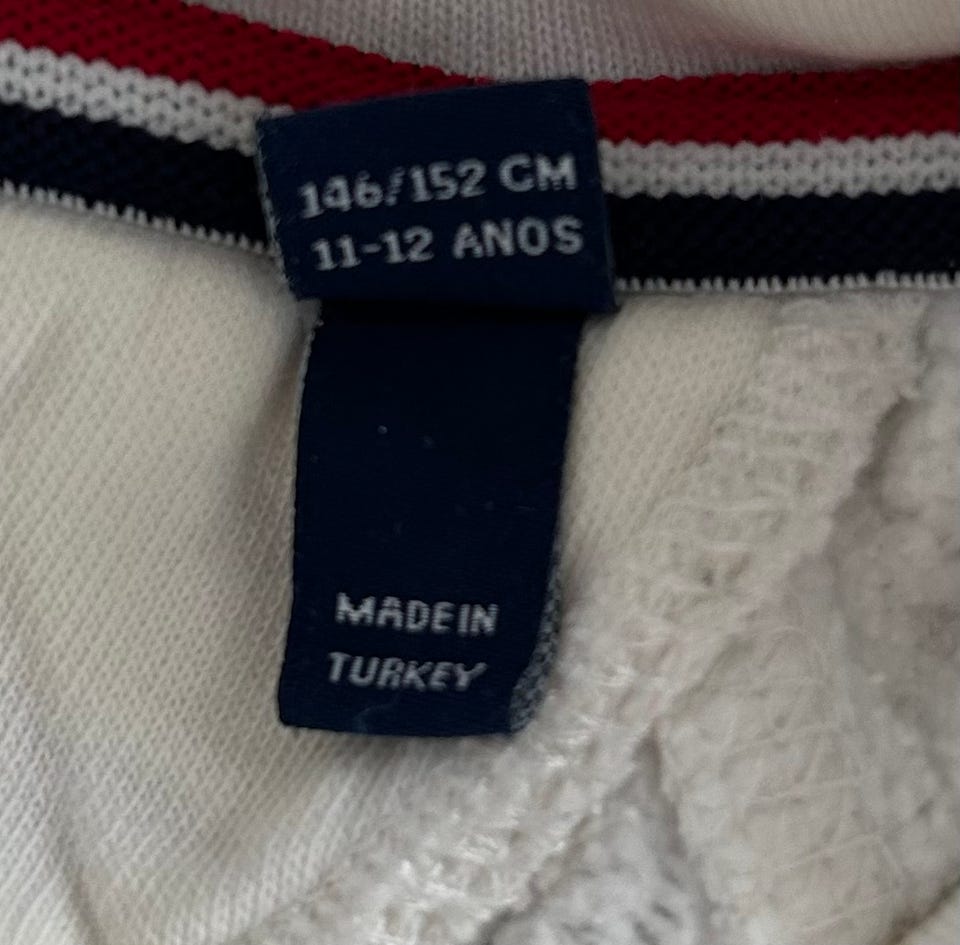 146/152 CM
11-12 ANOS
MADE IN
TURKEY